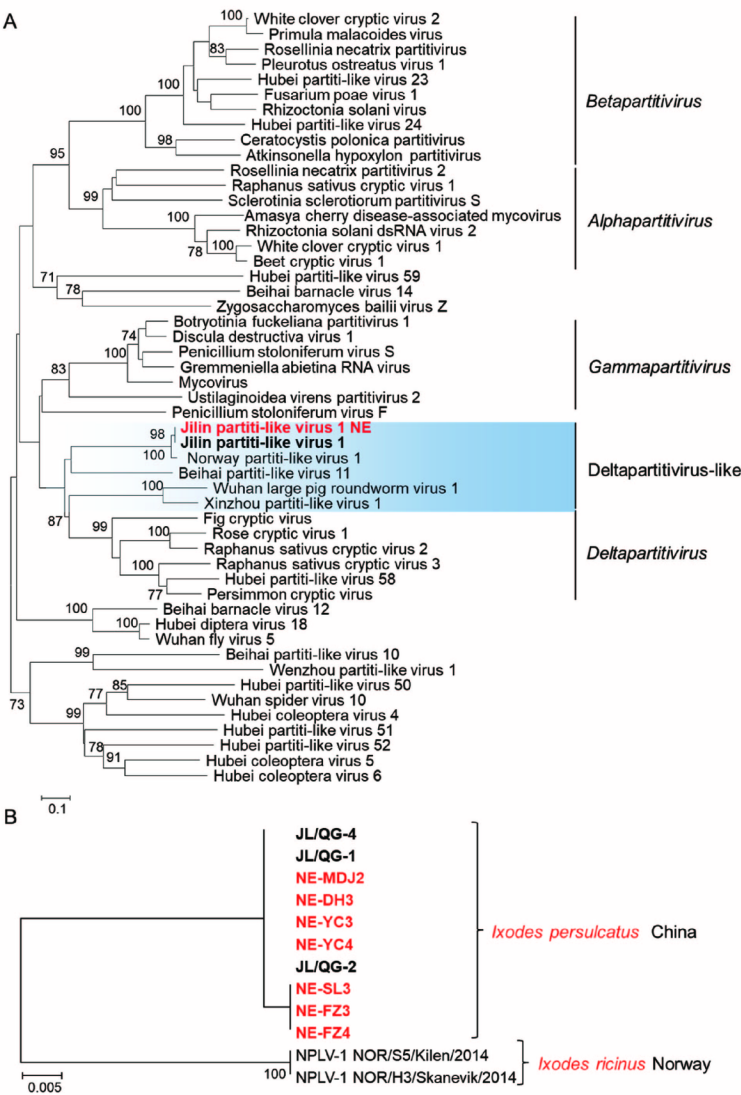 A
100 White clover cryptic virus 2
Primula malacoides virus
Rosellinia necatrix partitivirus
83 Pleurotus ostreatus virus 1
100 Hubei partiti-like virus 23
Fusarium poae virus 1
100 Rhizoctonia solani virus
Hubei partiti-like virus 24
98 Ceratocystis polonica partitivirus
Atkinsonella hypoxylon partitivirus
Betapartitivirus
95
Rosellinia necatrix partitivirus 2
99 Raphanus sativus cryptic virus 1
Sclerotinia sclerotiorum partitivirus S
100 Amasya cherry disease-associated mycovirus
Rhizoctonia solani dsRNA virus 2
78 100 White clover cryptic virus 1
Beet cryptic virus 1
Alphapartitivirus
71 Hubei partiti-like virus 59
78 Beihai barnacle virus 14
Zygosaccharomyces bailii virus Z
Botryotinia fuckeliana partitivirus 1
74 Discula destructiva virus 1
100 Penicillium stoloniferum virus S
Gremmeniella abietina RNA virus
83 Mycovirus
Ustilaginoidea virens partitivirus 2
Penicillium stoloniferum virus F
Gammapartitivirus
Jilin partiti-like virus 1 NE
98 Jilin partiti-like virus 1
100 Norway partiti-like virus 1
Beihai partiti-like virus 11
100 Wuhan large pig roundworm virus 1
Xinzhou partiti-like virus 1
Deltapartitivirus-like
87
99 Fig cryptic virus
100 Rose cryptic virus 1
Raphanus sativus cryptic virus 2
100 Raphanus sativus cryptic virus 3
Hubei partiti-like virus 58
77 Persimmon cryptic virus
Deltapartitivirus
100 Beihai barnacle virus 12
100 Hubei diptera virus 18
Wuhan fly virus 5
99 Beihai partiti-like virus 10
Wenzhou partiti-like virus 1
73
85 Hubei partiti-like virus 50
77 Wuhan spider virus 10
99 Hubei coleoptera virus 4
Hubei partiti-like virus 51
78 Hubei partiti-like virus 52
91 Hubei coleoptera virus 5
Hubei coleoptera virus 6
0.1
B
JL/QG-4
JL/QG-1
NE-MDJ2
NE-DH3
NE-YC3
NE-YC4
JL/QG-2
NE-SL3
NE-FZ3
NE-FZ4
Ixodes persulcatus China
NPLV-1 NOR/S5/Kilen/2014
100 NPLV-1 NOR/H3/Skanevik/2014
Ixodes ricinus Norway
0.005